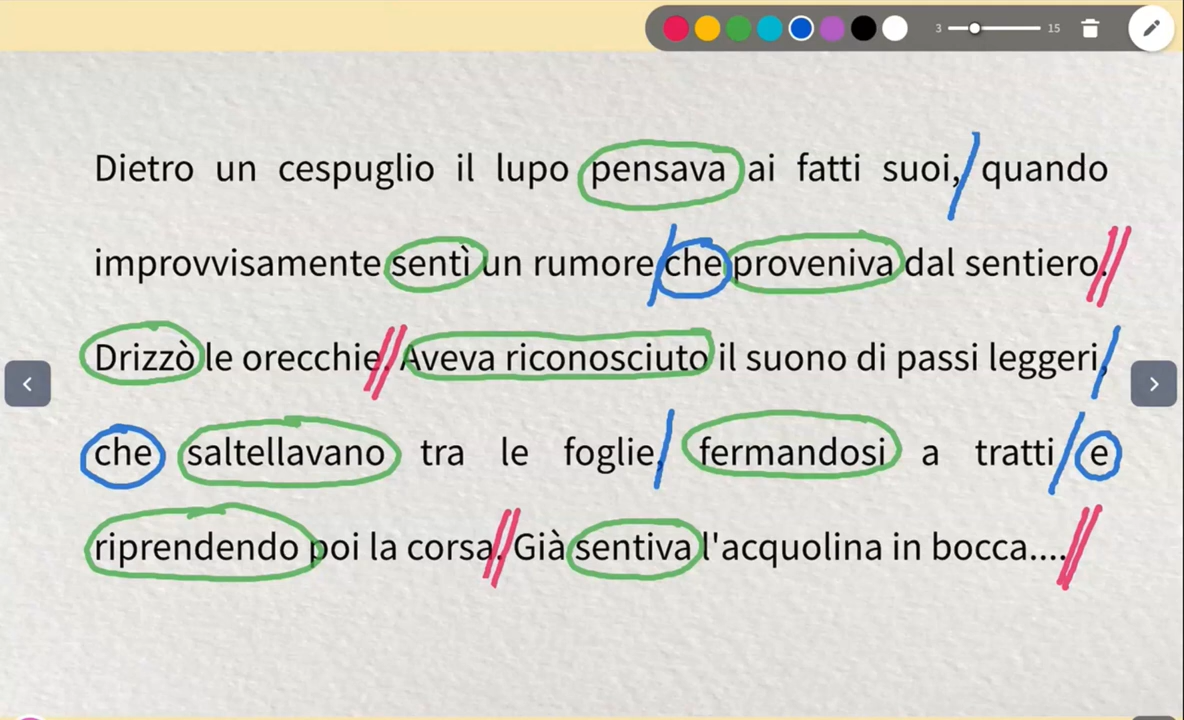 3 15
Dietro un cespuglio il lupo pensava ai fatti suoi, quando
improvvisamente sentì un rumore che proveniva dal sentiero.
Drizzò le orecchie. Aveva riconosciuto il suono di passi leggeri,
che saltellavano tra le foglie, fermandosi a tratti e
riprendendo poi la corsa. Già sentiva l'acquolina in bocca....